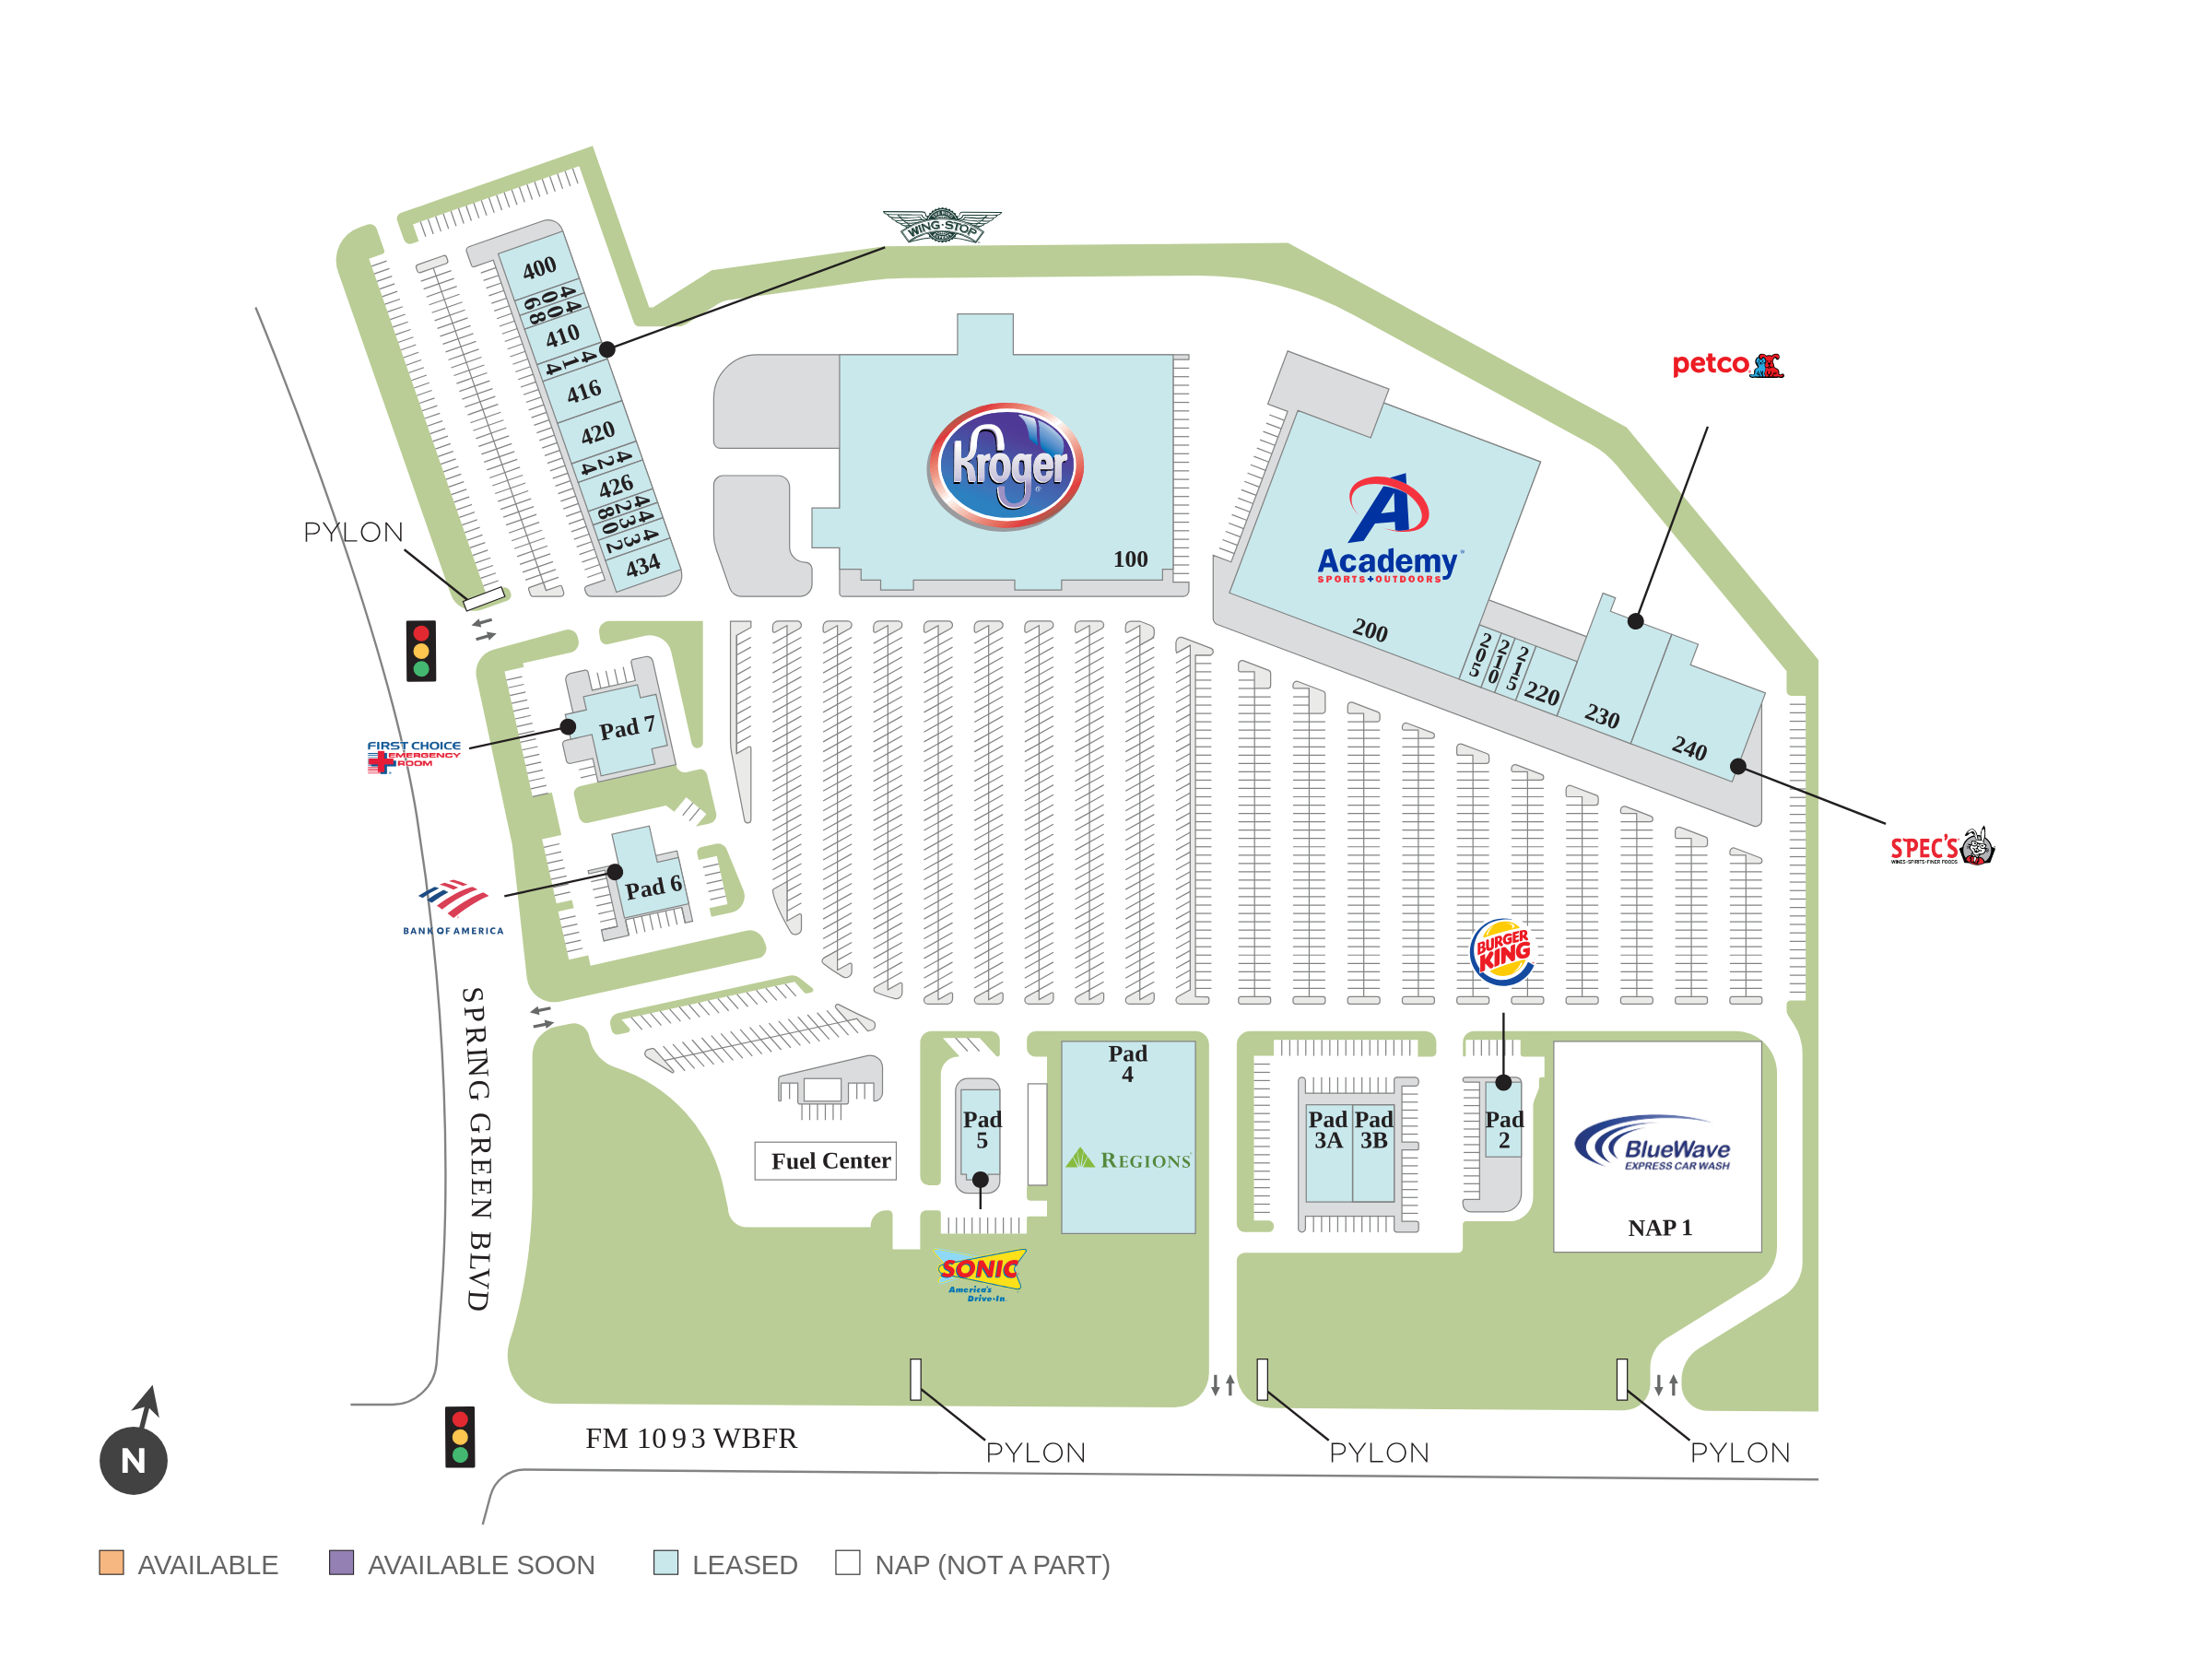 WING·STOP
400
406
408
410
414
416
420
424
426
428
430
432
434
petco
Kroger
100
Academy
SPORTS+OUTDOORS
200
205
210
215
220
230
240
PYLON
Pad 7
FIRST CHOICE
EMERGENCY
ROOM
SPEC'S
WINES·SPIRITS·FINER FOODS
Pad 6
BANK OF AMERICA
BURGER
KING
SPRING GREEN BLVD
Pad
4
REGIONS
Pad
5
Fuel Center
Pad
3A
Pad
3B
Pad
2
BlueWave
EXPRESS CAR WASH
NAP 1
SONIC
America's
Drive-In
FM 1093 WBFR
PYLON
PYLON
PYLON
N
AVAILABLE
AVAILABLE SOON
LEASED
NAP (NOT A PART)